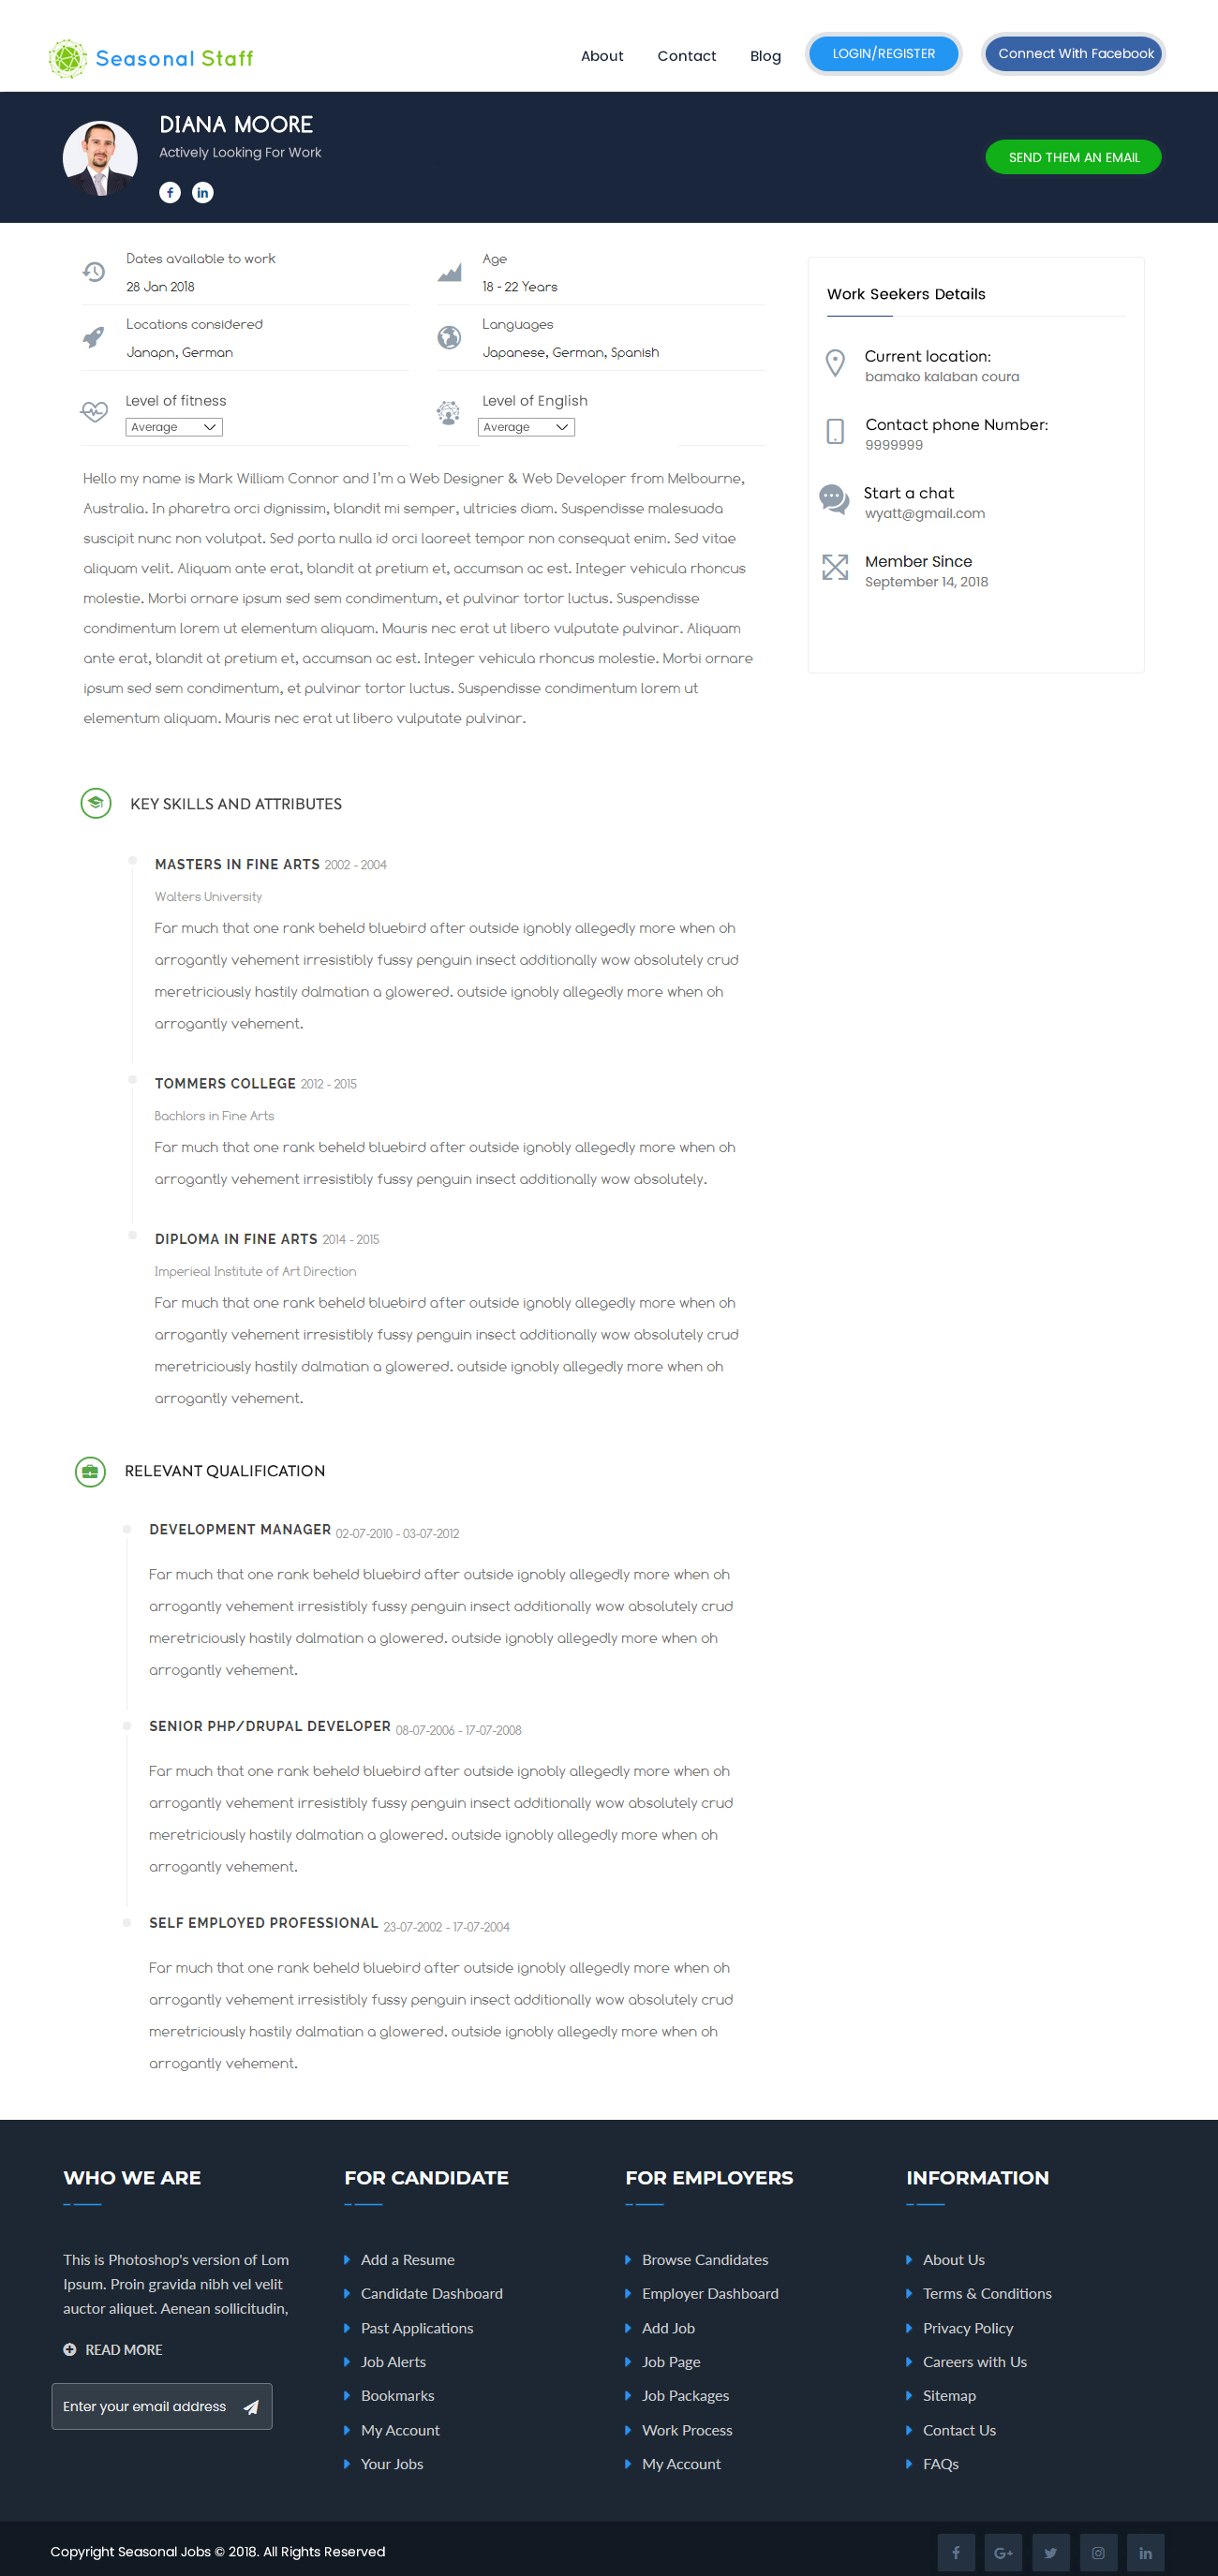 Seasonal Staff
About
Contact
Blog
LOGIN/REGISTER
Connect With Facebook
DIANA MOORE
Actively Looking For Work
SEND THEM AN EMAIL
Dates available to work
28 Jan 2018
Age
18 - 22 Years
Locations considered
Janapn, German
Languages
Japanese, German, Spanish
Level of fitness
Average
Level of English
Average
Hello my name is Mark William Connor and I'm a Web Designer & Web Developer from Melbourne,
Australia. In pharetra orci dignissim, blandit mi semper, ultricies diam. Suspendisse malesuada
suscipit nunc non volutpat. Sed porta nulla id orci laoreet tempor non consequat enim. Sed vitae
aliquam velit. Aliquam ante erat, blandit at pretium et, accumsan ac est. Integer vehicula rhoncus
molestie. Morbi ornare ipsum sed sem condimentum, et pulvinar tortor luctus. Suspendisse
condimentum lorem ut elementum aliquam. Mauris nec erat ut libero vulputate pulvinar. Aliquam
ante erat, blandit at pretium et, accumsan ac est. Integer vehicula rhoncus molestie. Morbi ornare
ipsum sed sem condimentum, et pulvinar tortor luctus. Suspendisse condimentum lorem ut
elementum aliquam. Mauris nec erat ut libero vulputate pulvinar.
Work Seekers Details
Current location:
bamako kalaban coura
Contact phone Number:
9999999
Start a chat
wyatt@gmail.com
Member Since
September 14, 2018
KEY SKILLS AND ATTRIBUTES
MASTERS IN FINE ARTS 2002 - 2004
Walters University
Far much that one rank beheld bluebird after outside ignobly allegedly more when oh
arrogantly vehement irresistibly fussy penguin insect additionally wow absolutely crud
meretriciously hastily dalmatian a glowered. outside ignobly allegedly more when oh
arrogantly vehement.
TOMMERS COLLEGE 2012 - 2015
Bachlors in Fine Arts
Far much that one rank beheld bluebird after outside ignobly allegedly more when oh
arrogantly vehement irresistibly fussy penguin insect additionally wow absolutely.
DIPLOMA IN FINE ARTS 2014 - 2015
Imperieal Institute of Art Direction
Far much that one rank beheld bluebird after outside ignobly allegedly more when oh
arrogantly vehement irresistibly fussy penguin insect additionally wow absolutely crud
meretriciously hastily dalmatian a glowered. outside ignobly allegedly more when oh
arrogantly vehement.
RELEVANT QUALIFICATION
DEVELOPMENT MANAGER 02-07-2010 - 03-07-2012
Far much that one rank beheld bluebird after outside ignobly allegedly more when oh
arrogantly vehement irresistibly fussy penguin insect additionally wow absolutely crud
meretriciously hastily dalmatian a glowered. outside ignobly allegedly more when oh
arrogantly vehement.
SENIOR PHP/DRUPAL DEVELOPER 08-07-2006 - 17-07-2008
Far much that one rank beheld bluebird after outside ignobly allegedly more when oh
arrogantly vehement irresistibly fussy penguin insect additionally wow absolutely crud
meretriciously hastily dalmatian a glowered. outside ignobly allegedly more when oh
arrogantly vehement.
SELF EMPLOYED PROFESSIONAL 23-07-2002 - 17-07-2004
Far much that one rank beheld bluebird after outside ignobly allegedly more when oh
arrogantly vehement irresistibly fussy penguin insect additionally wow absolutely crud
meretriciously hastily dalmatian a glowered. outside ignobly allegedly more when oh
arrogantly vehement.
WHO WE ARE
This is Photoshop's version of Lom
Ipsum. Proin gravida nibh vel velit
auctor aliquet. Aenean sollicitudin,
READ MORE
Enter your email address
FOR CANDIDATE
Add a Resume
Candidate Dashboard
Past Applications
Job Alerts
Bookmarks
My Account
Your Jobs
FOR EMPLOYERS
Browse Candidates
Employer Dashboard
Add Job
Job Page
Job Packages
Work Process
My Account
INFORMATION
About Us
Terms & Conditions
Privacy Policy
Careers with Us
Sitemap
Contact Us
FAQs
Copyright Seasonal Jobs © 2018. All Rights Reserved